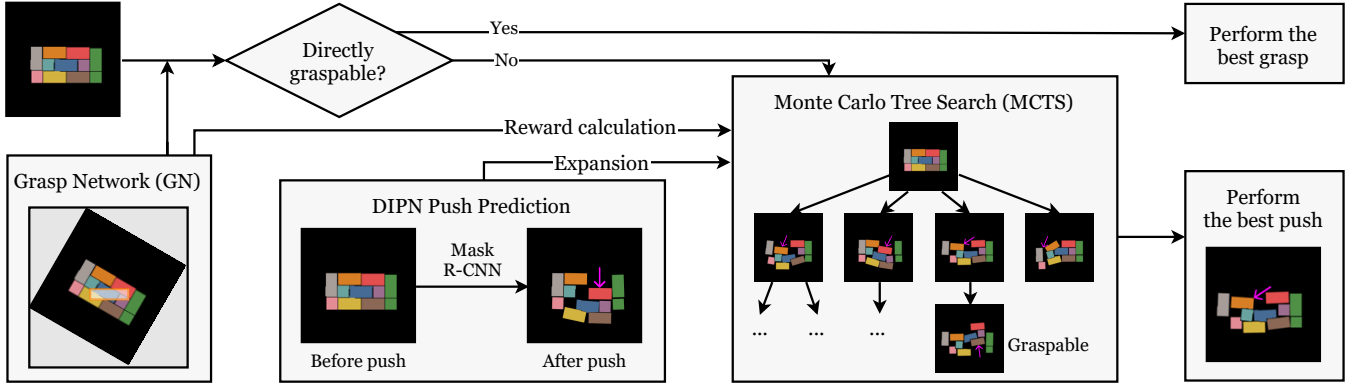 Directly
graspable?
Yes
No
Perform the
best grasp
Monte Carlo Tree Search (MCTS)
Reward calculation
Expansion
Grasp Network (GN)
DIPN Push Prediction
Mask
R-CNN
Before push
After push
...
...
...
Graspable
Perform
the best push